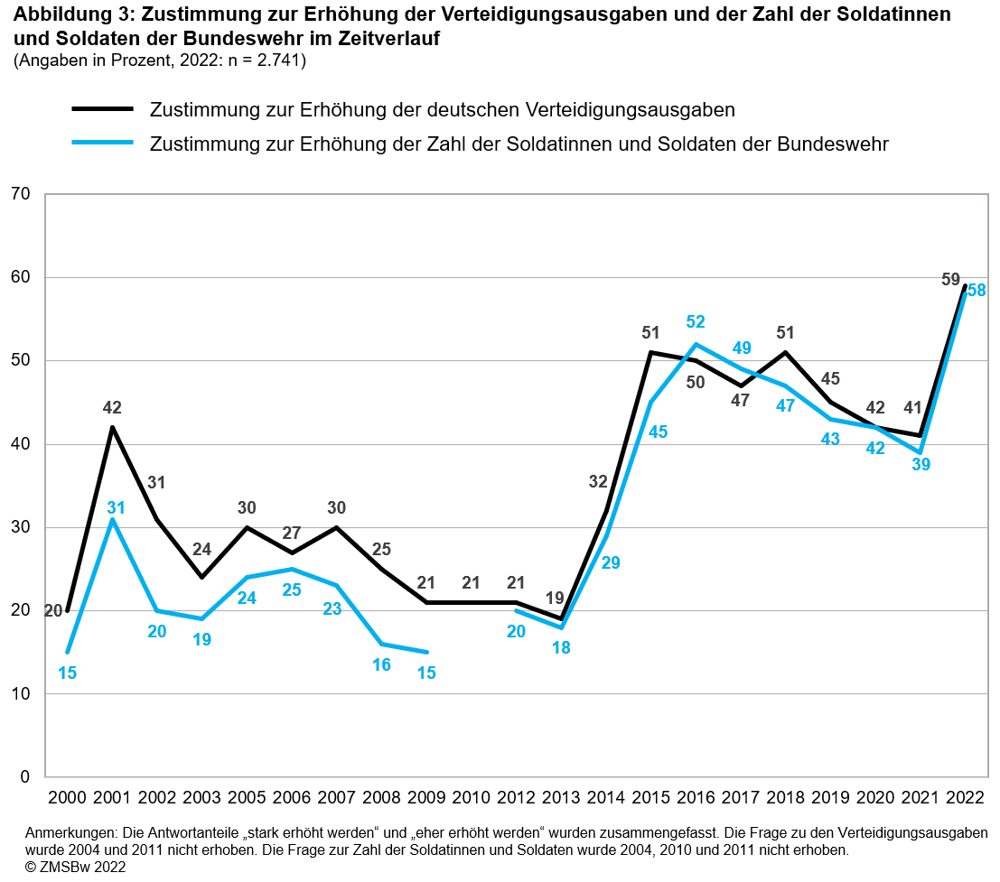 Abbildung 3: Zustimmung zur Erhöhung der Verteidigungsausgaben und der Zahl der Soldatinnen
und Soldaten der Bundeswehr im Zeitverlauf
(Angaben in Prozent, 2022: n = 2.741)
Zustimmung zur Erhöhung der deutschen Verteidigungsausgaben
Zustimmung zur Erhöhung der Zahl der Soldatinnen und Soldaten der Bundeswehr
70
60
50
40
30
20
10
0
20 42 31 24 30 27 30 25 21 21 21 19 32 51 50 47 51 45 42 41 59
15 31 20 19 24 25 23 16 15 20 18 29 45 52 49 47 43 42 39 58
2000 2001 2002 2003 2005 2006 2007 2008 2009 2010 2012 2013 2014 2015 2016 2017 2018 2019 2020 2021 2022
Anmerkungen: Die Antwortanteile „stark erhöht werden“ und „eher erhöht werden“ wurden zusammengefasst. Die Frage zu den Verteidigungsausgaben
wurde 2004 und 2011 nicht erhoben. Die Frage zur Zahl der Soldatinnen und Soldaten wurde 2004, 2010 und 2011 nicht erhoben.
© ZMSBw 2022